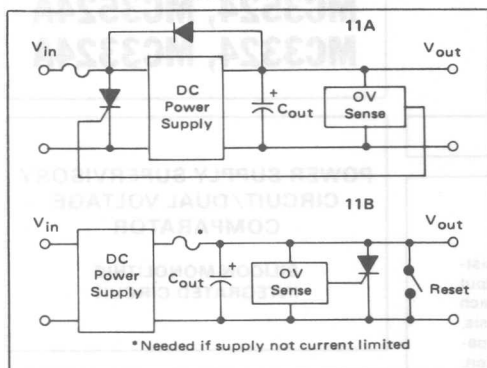 11A
Vin
Vout
DC
Power
Supply
+
Cout
OV
Sense
11B
Vin
Vout
DC
Power
Supply
*
Cout
+
OV
Sense
Reset
*Needed if supply not current limited